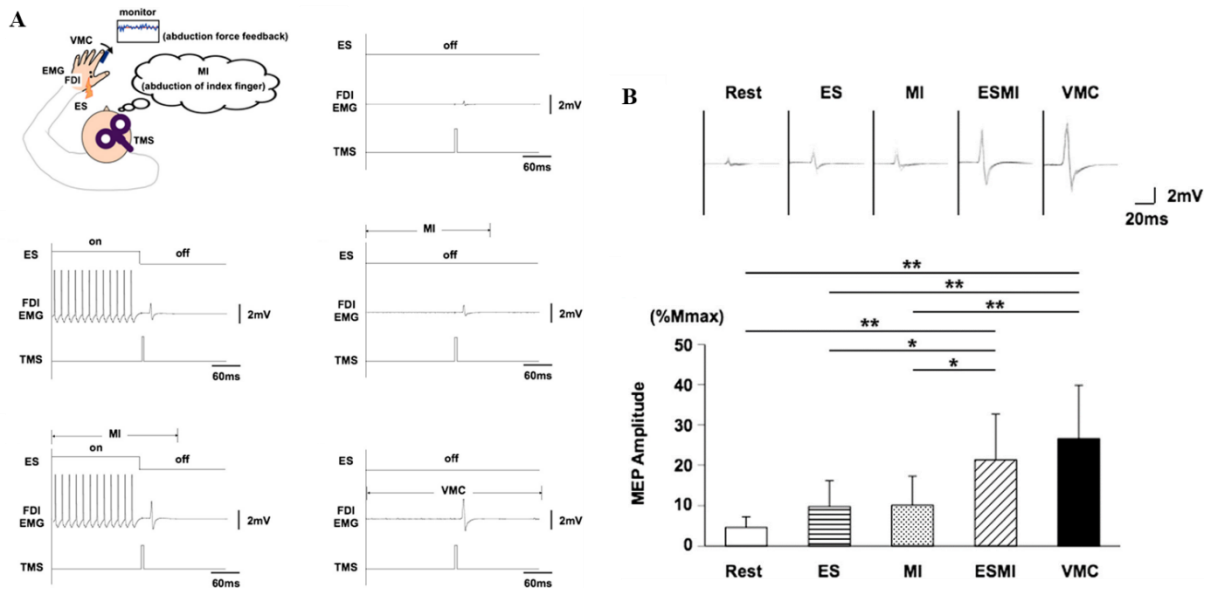 A
monitor
VMC
(abduction force feedback)
EMG
FDI
MI
(abduction of index finger)
ES
TMS
ES
off
FDI
EMG
2mV
TMS
60ms
ES
on
off
FDI
EMG
2mV
TMS
60ms
MI
ES
off
FDI
EMG
2mV
TMS
60ms
MI
ES
on
off
FDI
EMG
2mV
TMS
60ms
ES
off
VMC
FDI
EMG
2mV
TMS
60ms
B
Rest ES MI ESMI VMC
2mV
20ms
**
**
**
**
*
*
(%Mmax)
MEP Amplitude
50
40
30
20
10
0
Rest ES MI ESMI VMC